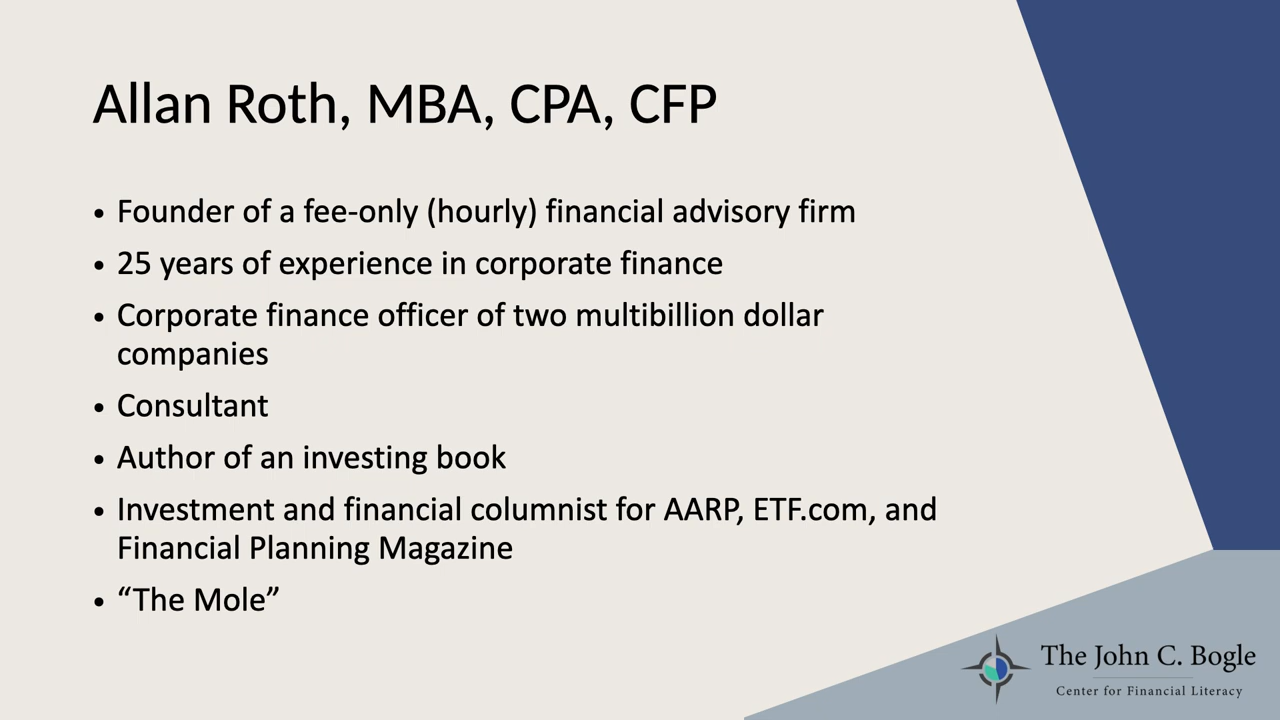 Allan Roth, MBA, CPA, CFP
• Founder of a fee-only (hourly) financial advisory firm
• 25 years of experience in corporate finance
• Corporate finance officer of two multibillion dollar
companies
• Consultant
• Author of an investing book
• Investment and financial columnist for AARP, ETF.com, and
Financial Planning Magazine
• “The Mole”
The John C. Bogle
Center for Financial Literacy